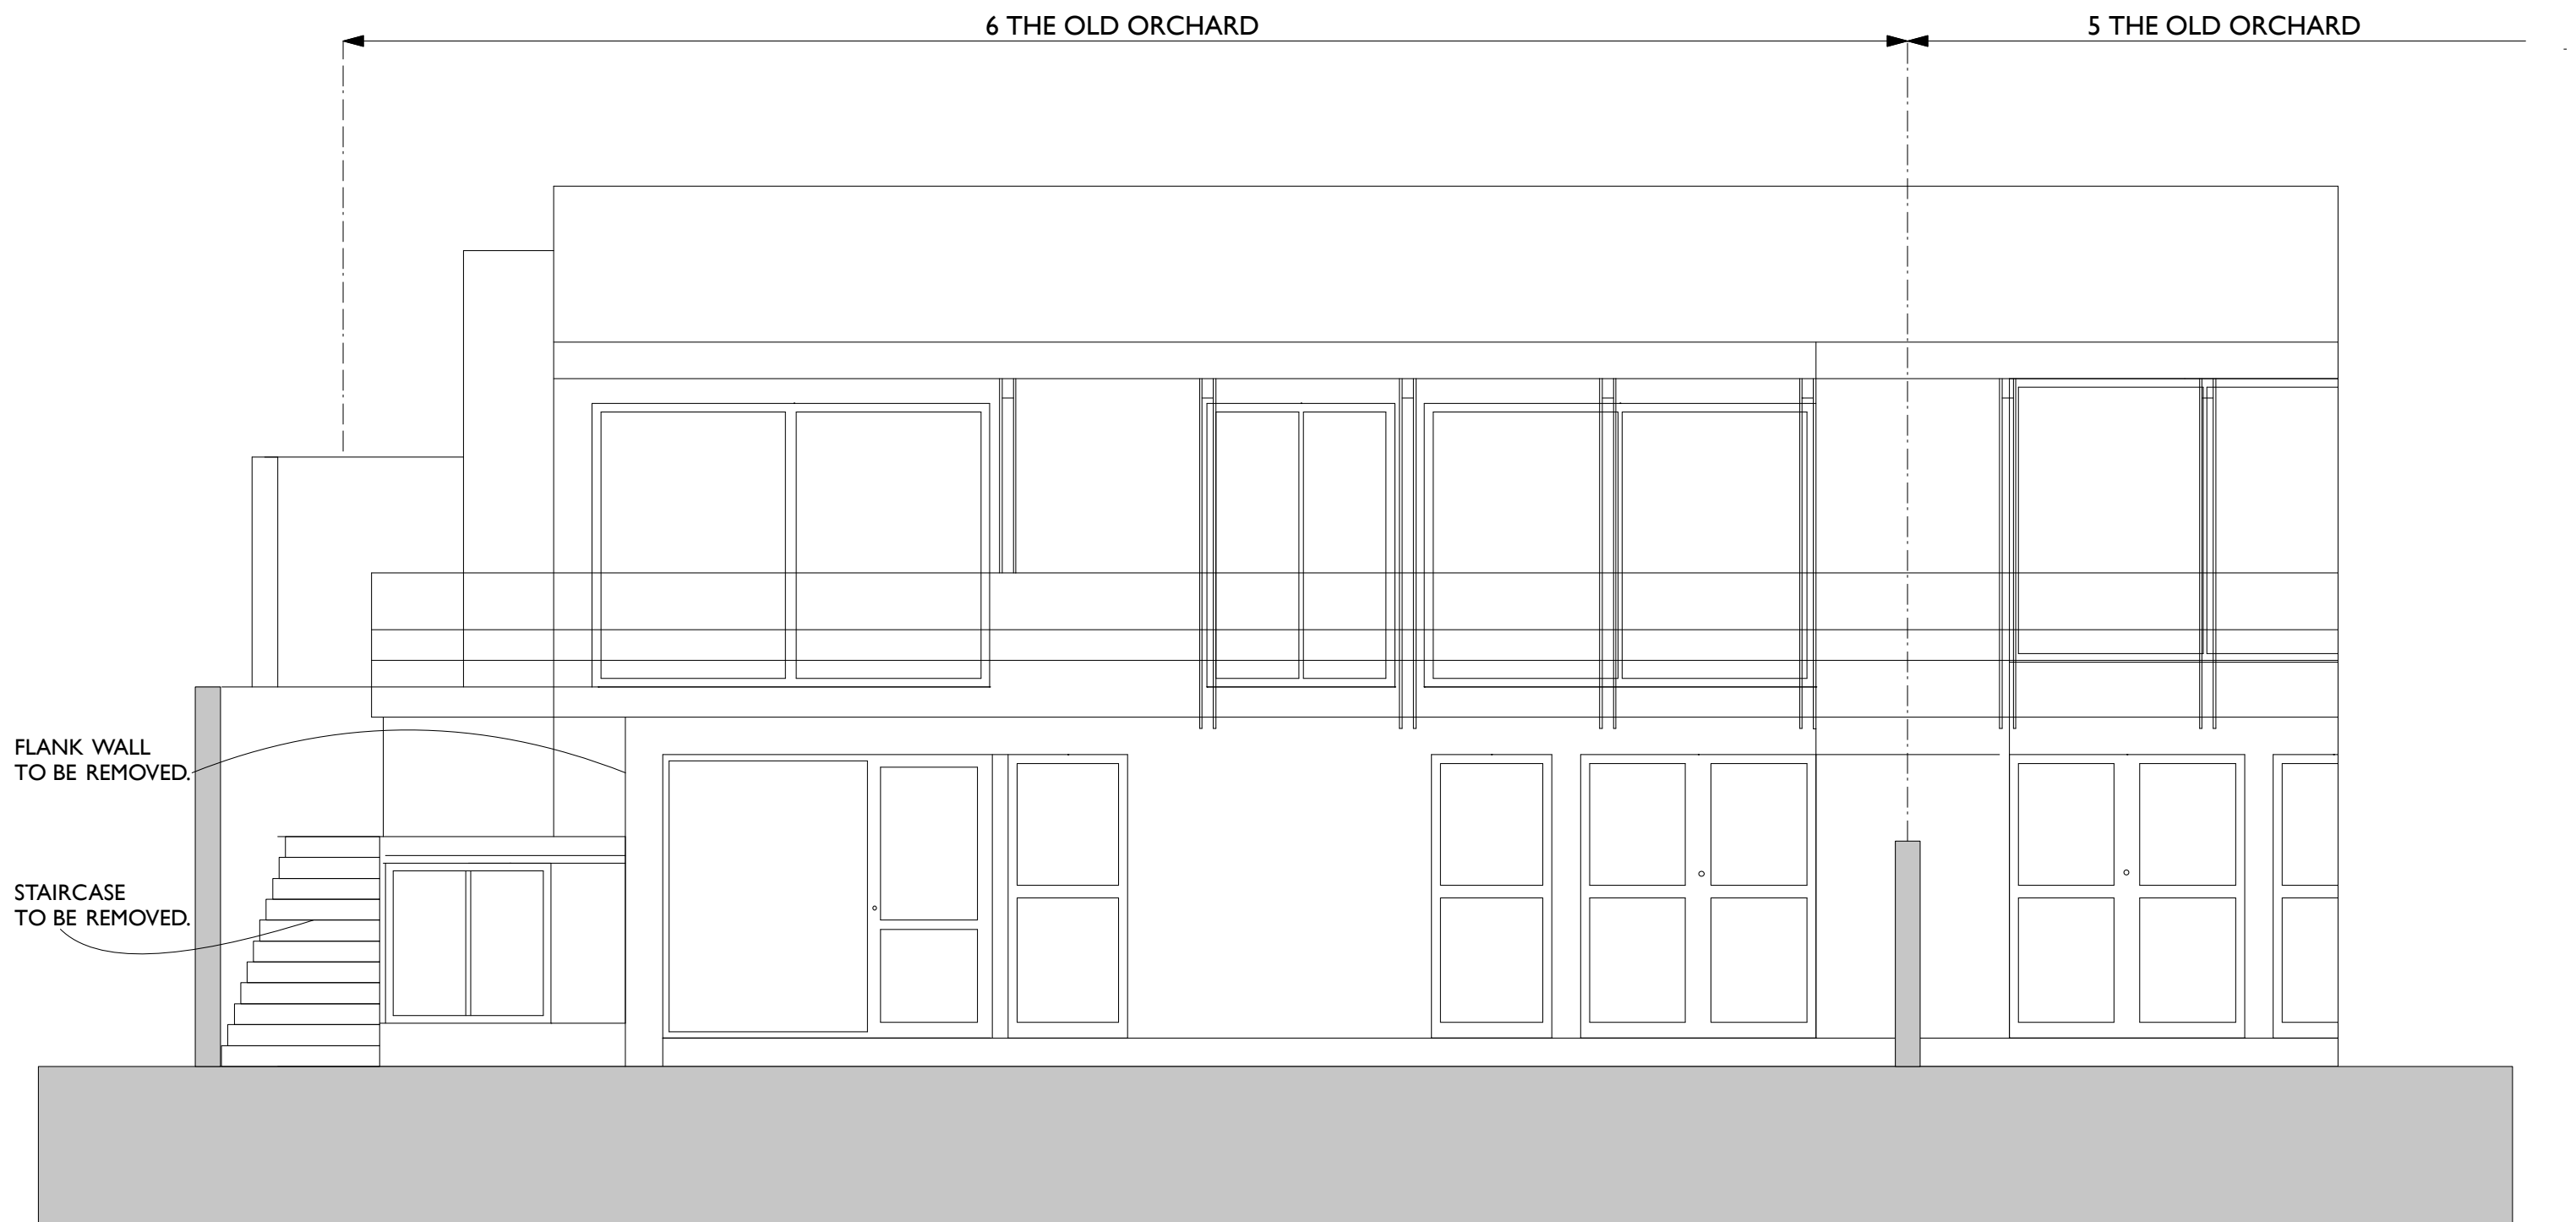 6 THE OLD ORCHARD
5 THE OLD ORCHARD
FLANK WALL
TO BE REMOVED.
STAIRCASE
TO BE REMOVED.